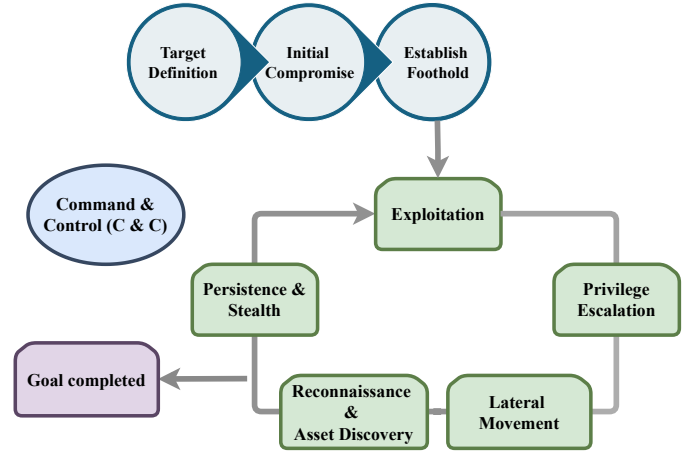 Target
Definition
Initial
Compromise
Establish
Foothold
Command &
Control (C & C)
Exploitation
Persistence &
Stealth
Privilege
Escalation
Goal completed
Reconnaissance
&
Asset Discovery
Lateral
Movement